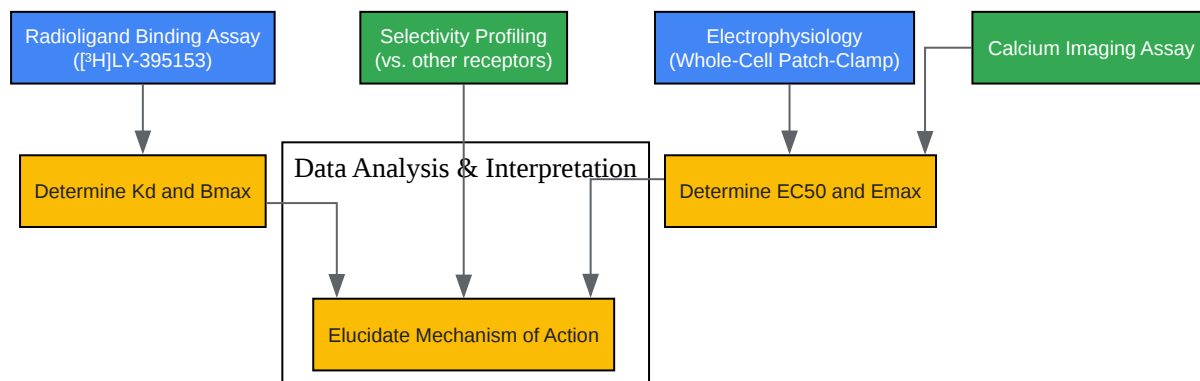 Radioligand Binding Assay
([³H]LY-395153)
Selectivity Profiling
(vs. other receptors)
Electrophysiology
(Whole-Cell Patch-Clamp)
Calcium Imaging Assay
Data Analysis & Interpretation
Determine Kd and Bmax
Determine EC50 and Emax
Elucidate Mechanism of Action